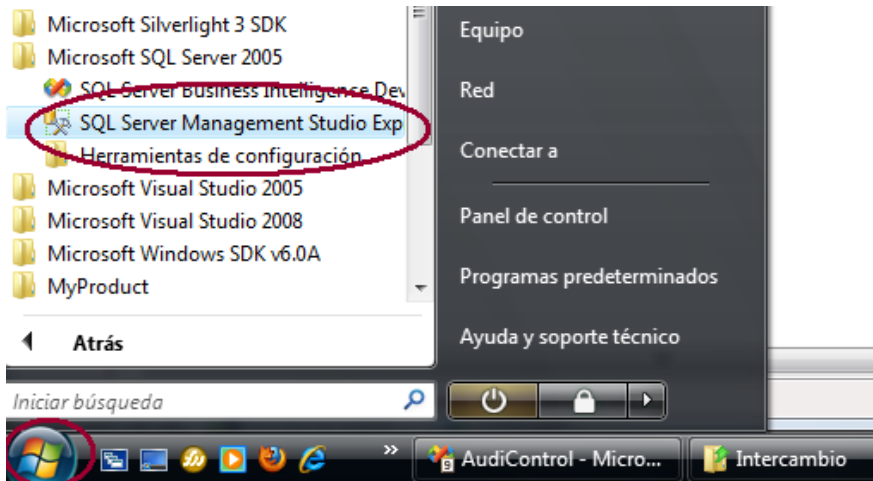 Microsoft Silverlight 3 SDK
Microsoft SQL Server 2005
SQL Server Business Intelligence Dev
SQL Server Management Studio Exp
Herramientas de configuración
Microsoft Visual Studio 2005
Microsoft Visual Studio 2008
Microsoft Windows SDK v6.0A
MyProduct
Atrás
Iniciar búsqueda
Equipo
Red
Conectar a
Panel de control
Programas predeterminados
Ayuda y soporte técnico
»
9
AudiControl - Micro...
Intercambio